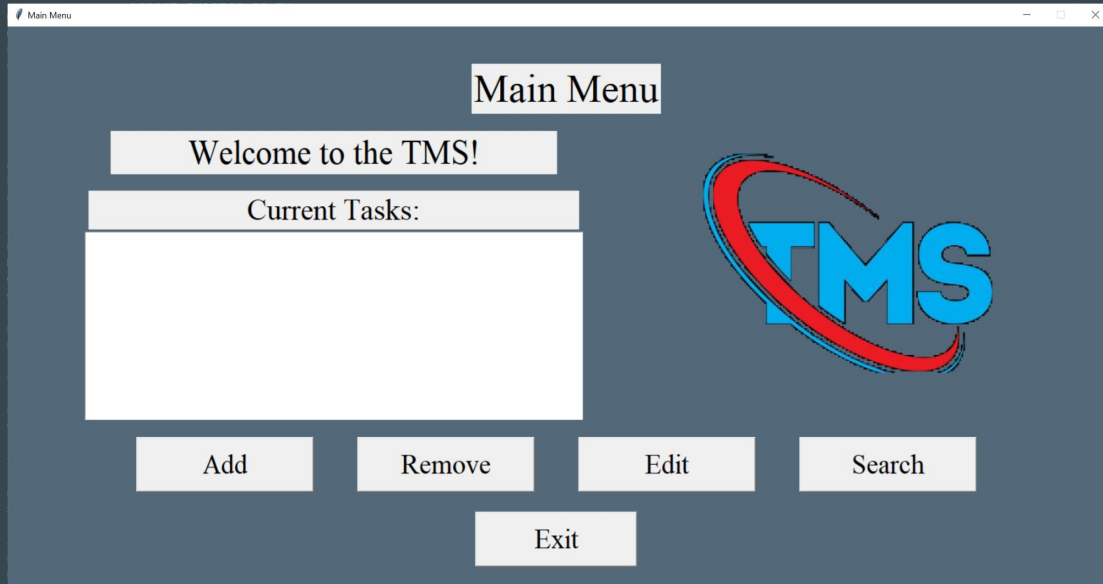 Main Menu
Main Menu
Welcome to the TMS!
Current Tasks:
TMS
Add
Remove
Edit
Search
Exit